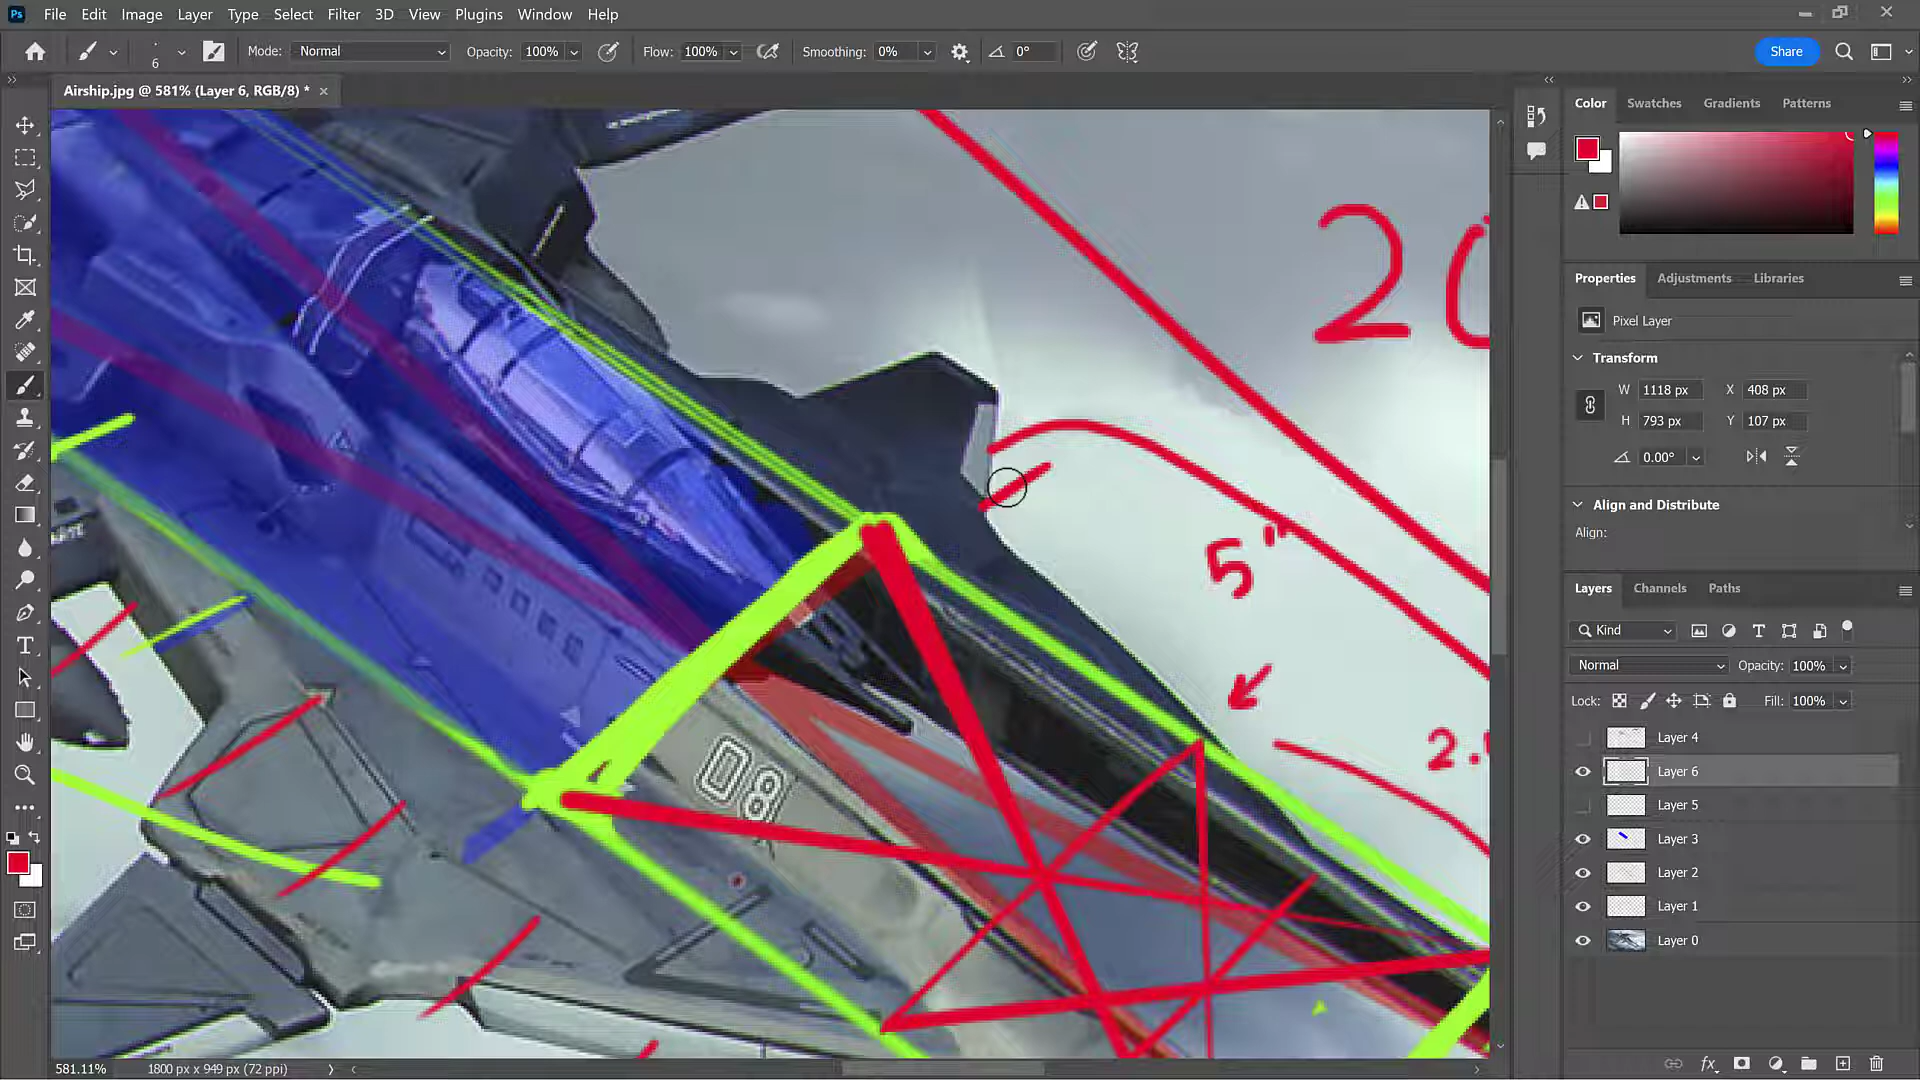 File Edit Image Layer Type Select Filter 3D View Plugins Window Help
6 Mode: Normal Opacity: 100% Flow: 100% Smoothing: 0% 0° Share
Airship.jpg @ 581% (Layer 6, RGB/8) *
Color Swatches Gradients Patterns
Properties Adjustments Libraries
Pixel Layer
Transform
W 1118 px X 408 px
H 793 px Y 107 px
0.00°
Align and Distribute
Align:
Layers Channels Paths
Kind
Normal Opacity: 100%
Lock: Fill: 100%
Layer 4
Layer 6
Layer 5
Layer 3
Layer 2
Layer 1
Layer 0
20
5"
2.
08
581.11% 1800 px x 949 px (72 ppi)